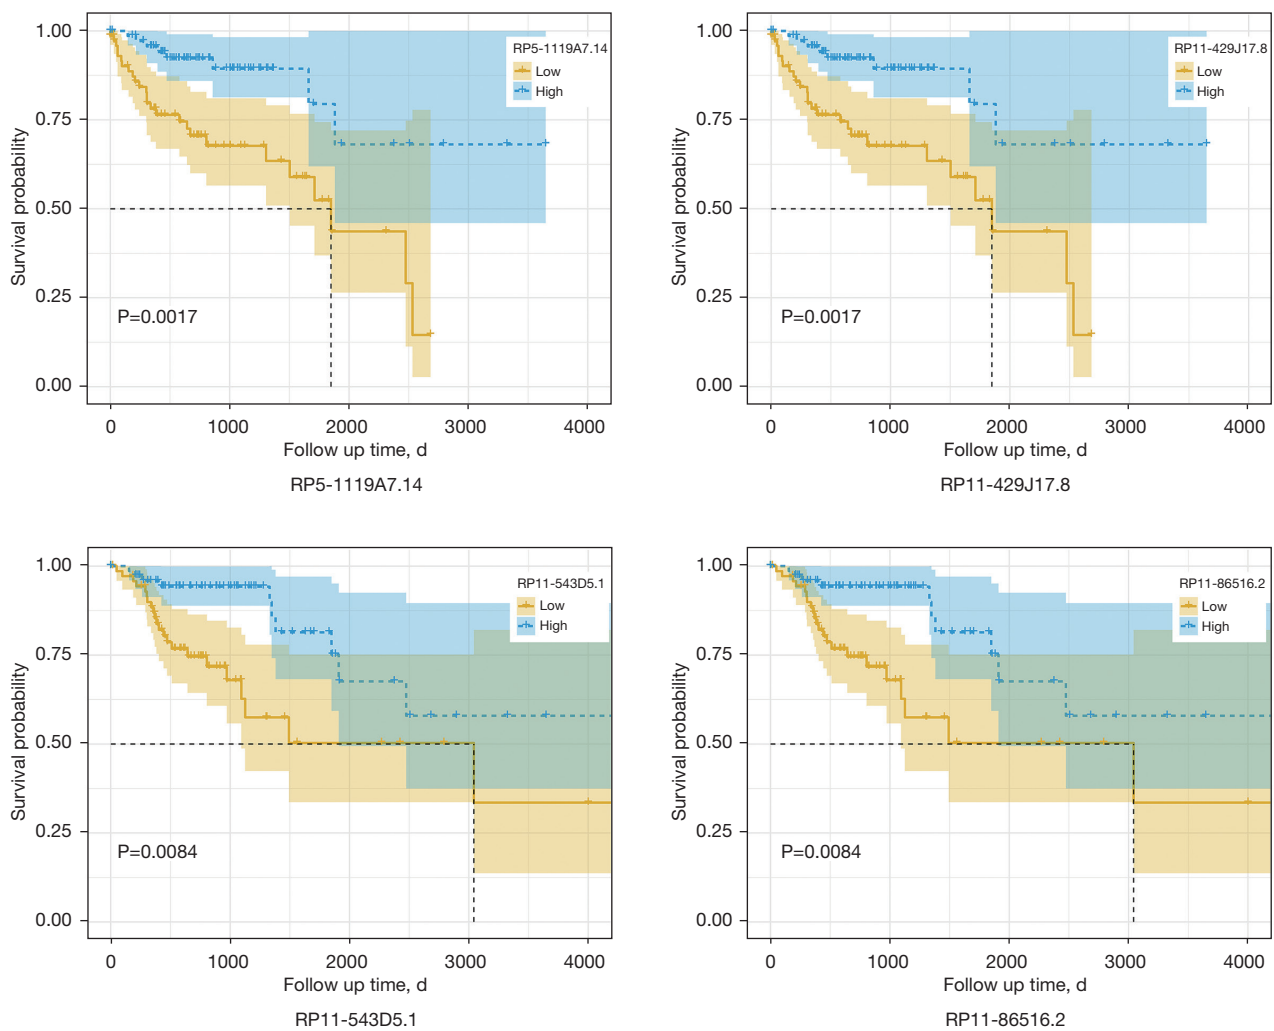 1.00
0.75
0.50
0.25
0.00
Survival probability
RP5-1119A7.14
Low
High
P=0.0017
0 1000 2000 3000 4000
Follow up time, d
RP5-1119A7.14
1.00
0.75
0.50
0.25
0.00
Survival probability
RP11-429J17.8
Low
High
P=0.0017
0 1000 2000 3000 4000
Follow up time, d
RP11-429J17.8
1.00
0.75
0.50
0.25
0.00
Survival probability
RP11-543D5.1
Low
High
P=0.0084
0 1000 2000 3000 4000
Follow up time, d
RP11-543D5.1
1.00
0.75
0.50
0.25
0.00
Survival probability
RP11-86516.2
Low
High
P=0.0084
0 1000 2000 3000 4000
Follow up time, d
RP11-86516.2